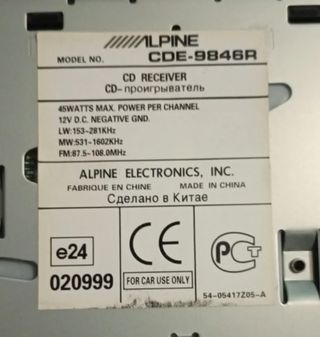 ALPINE
MODEL NO. CDE-9846R
CD RECEIVER
CD-проигрыватель
45WATTS MAX. POWER PER CHANNEL
12V D.C. NEGATIVE GND.
LW:153-281KHz
MW:531-1602KHz
FM:87.5-108.0MHz
ALPINE ELECTRONICS, INC.
FABRIQUE EN CHINE MADE IN CHINA
Сделано в Китае
e24
020999
CE
FOR CAR USE ONLY
РСТ
54-05417Z05-A